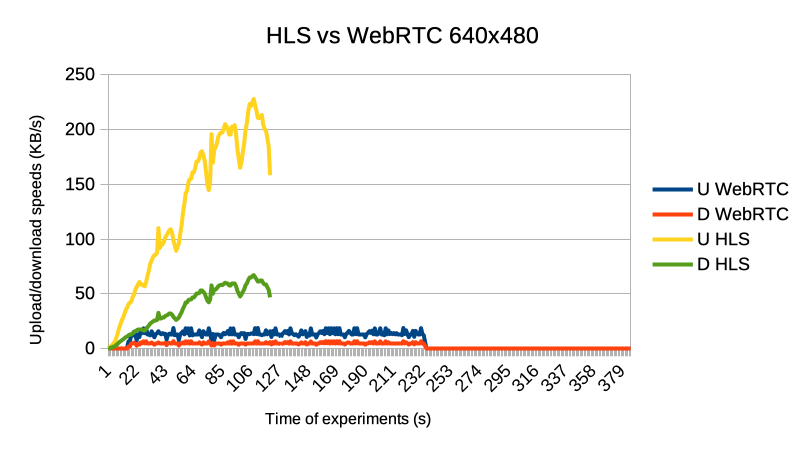 HLS vs WebRTC 640x480
250
200
150
100
50
0
Upload/download speeds (KB/s)
1 22 43 64 85 106 127 148 169 190 211 232 253 274 295 316 337 358 379
Time of experiments (s)
U WebRTC
D WebRTC
U HLS
D HLS